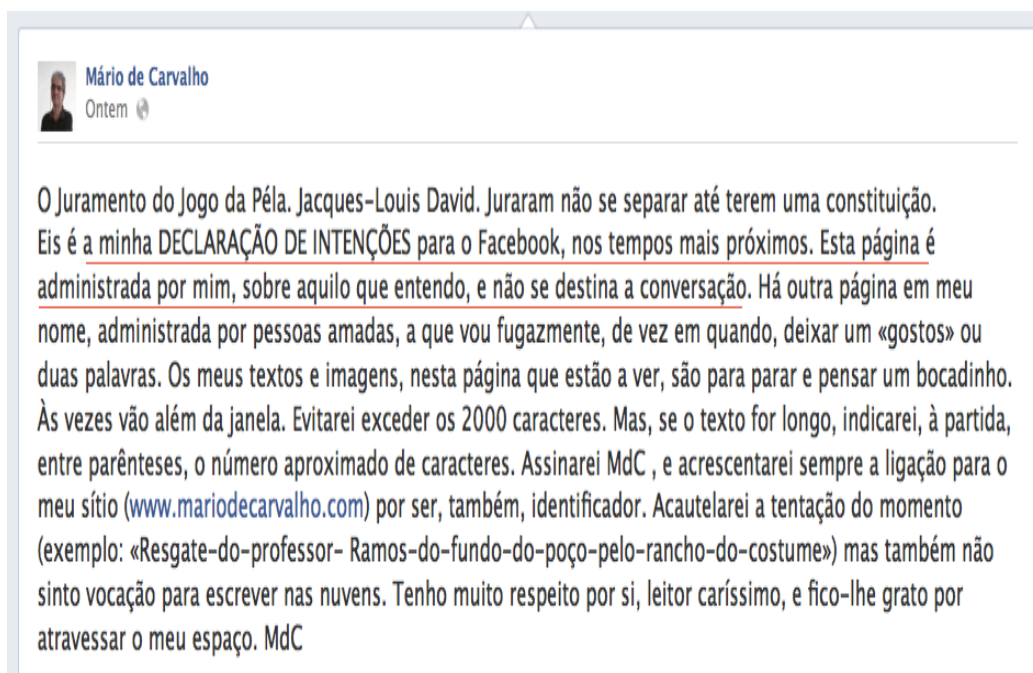 Mário de Carvalho
Ontem
O Juramento do Jogo da Péla. Jacques-Louis David. Juraram não se separar até terem uma constituição.
Eis é a minha DECLARAÇÃO DE INTENÇÕES para o Facebook, nos tempos mais próximos. Esta página é
administrada por mim, sobre aquilo que entendo, e não se destina a conversação. Há outra página em meu
nome, administrada por pessoas amadas, a que vou fugazmente, de vez em quando, deixar um «gostos» ou
duas palavras. Os meus textos e imagens, nesta página que estão a ver, são para parar e pensar um bocadinho.
Às vezes vão além da janela. Evitarei exceder os 2000 caracteres. Mas, se o texto for longo, indicarei, à partida,
entre parênteses, o número aproximado de caracteres. Assinarei MdC , e acrescentarei sempre a ligação para o
meu sítio (www.mariodecarvalho.com) por ser, também, identificador. Acautelarei a tentação do momento
(exemplo: «Resgate-do-professor- Ramos-do-fundo-do-poço-pelo-rancho-do-costume») mas também não
sinto vocação para escrever nas nuvens. Tenho muito respeito por si, leitor caríssimo, e fico-lhe grato por
atravessar o meu espaço. MdC